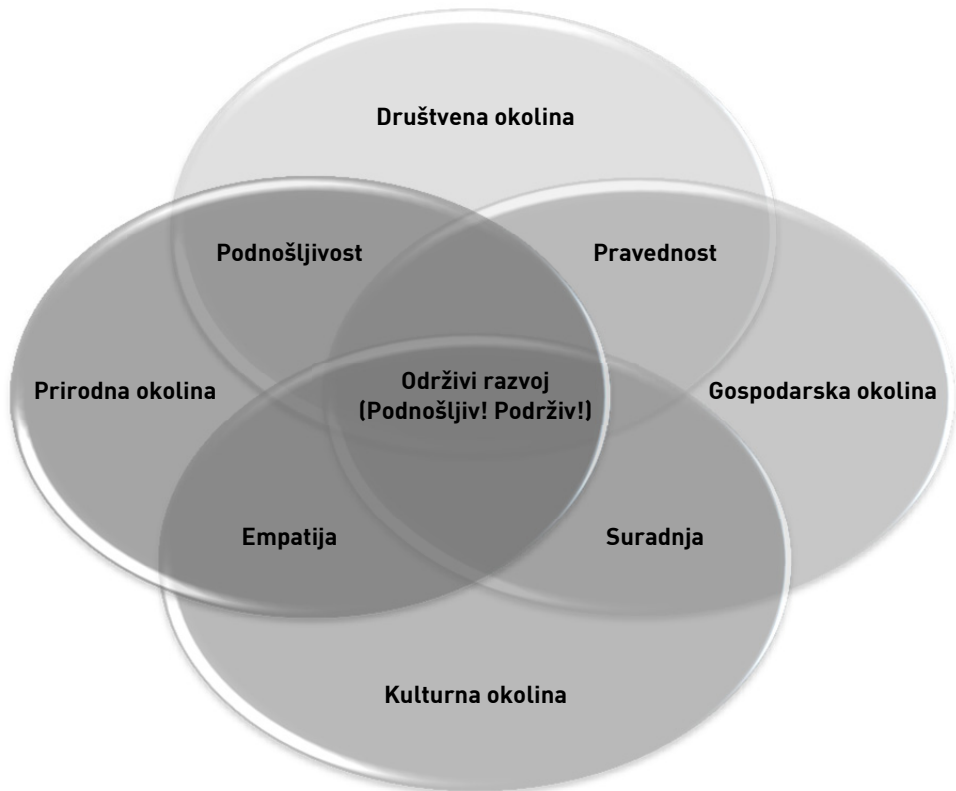 Društvena okolina
Podnošljivost
Pravednost
Prirodna okolina
Održivi razvoj
(Podnošljiv! Podrživ!)
Gospodarska okolina
Empatija
Suradnja
Kulturna okolina